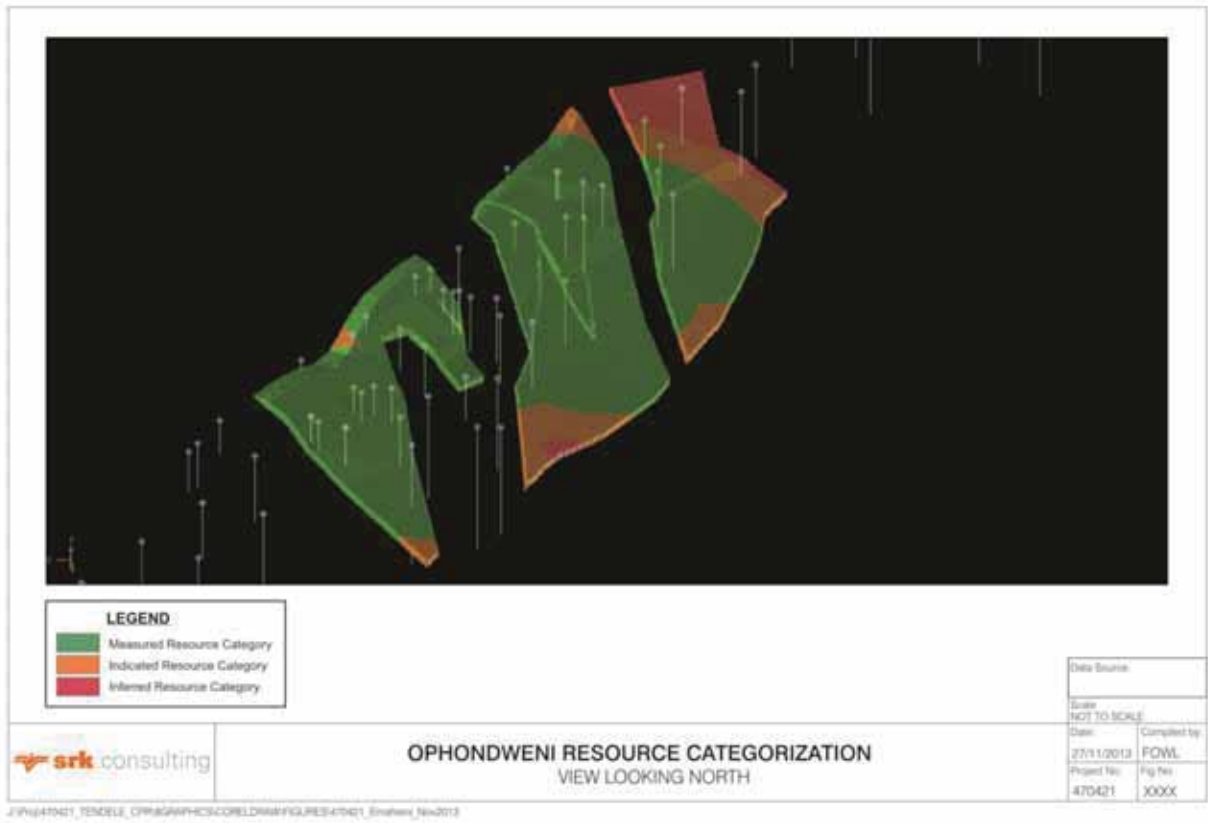 LEGEND
Measured Resource Category
Indicated Resource Category
Inferred Resource Category
Data Source:
Scale
NOT TO SCALE
srk consulting
OPHONDWENI RESOURCE CATEGORIZATION
VIEW LOOKING NORTH
Date: Compiled by:
27/11/2013 FOWL
Project No: Fig No:
470421 XXXX